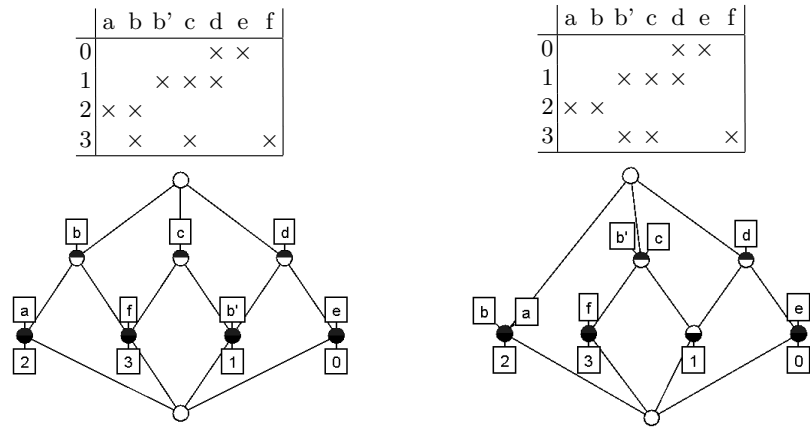 a b b’ c d e f
0 × ×
1 × × ×
2 × ×
3 × × ×
a b b’ c d e f
0 × ×
1 × × ×
2 × ×
3 × × ×
b c d
a f b' e
2 3 1 0
b' c d
b a f e
2 3 1 0